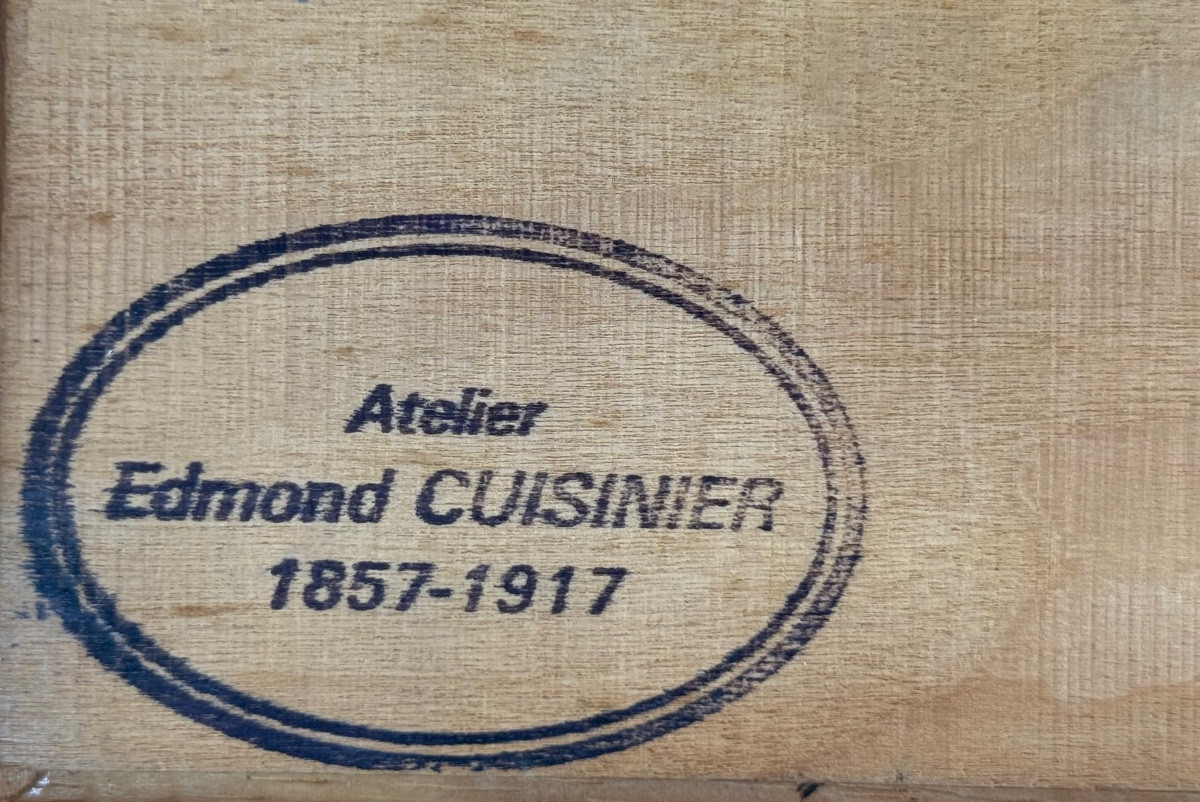 Atelier
Edmond CUISINIER
1857-1917